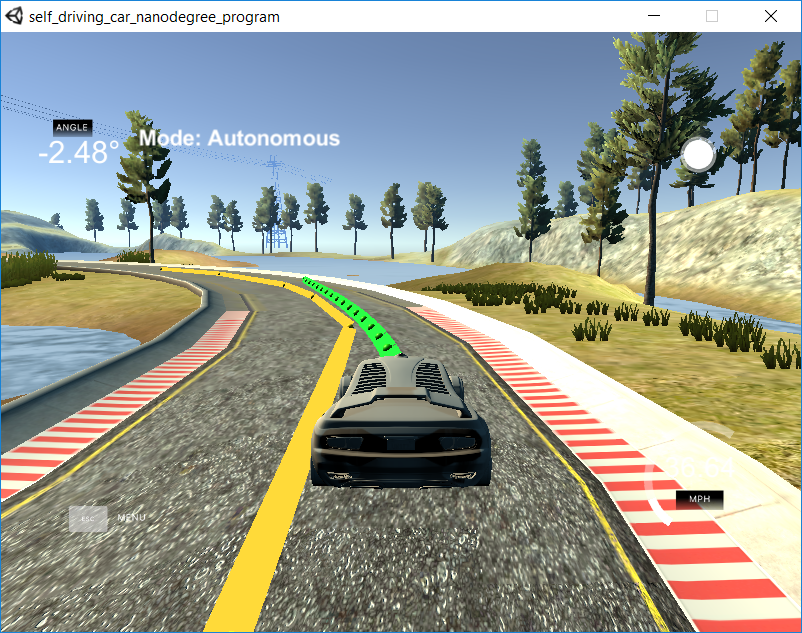 self_driving_car_nanodegree_program
ANGLE
-2.48°
Mode: Autonomous
MPH
ESC
MENU